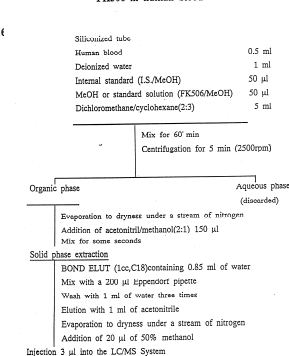 Siliconized tube
Human blood 0.5 ml
Deionized water 1 ml
Internal standard (I.S./MeOH) 50 µl
MeOH or standard solution (FK506/MeOH) 50 µl
Dichloromethane/cyclohexane(2:3) 5 ml
Mix for 60' min
Centrifugation for 5 min (2500rpm)
Organic phase Aqueous phase
(discarded)
Evaporation to dryness under a stream of nitrogen
Addition of acetonitril/methanol(2:1) 150 µl
Mix for some seconds
Solid phase extraction
BOND ELUT (1cc,C18)containing 0.85 ml of water
Mix with a 200 µl Eppendorf pipette
Wash with 1 ml of water three times
Elution with 1 ml of acetonitrile
Evaporation to dryness under a stream of nitrogen
Addition of 20 µl of 50% methanol
Injection 3 µl into the LC/MS System